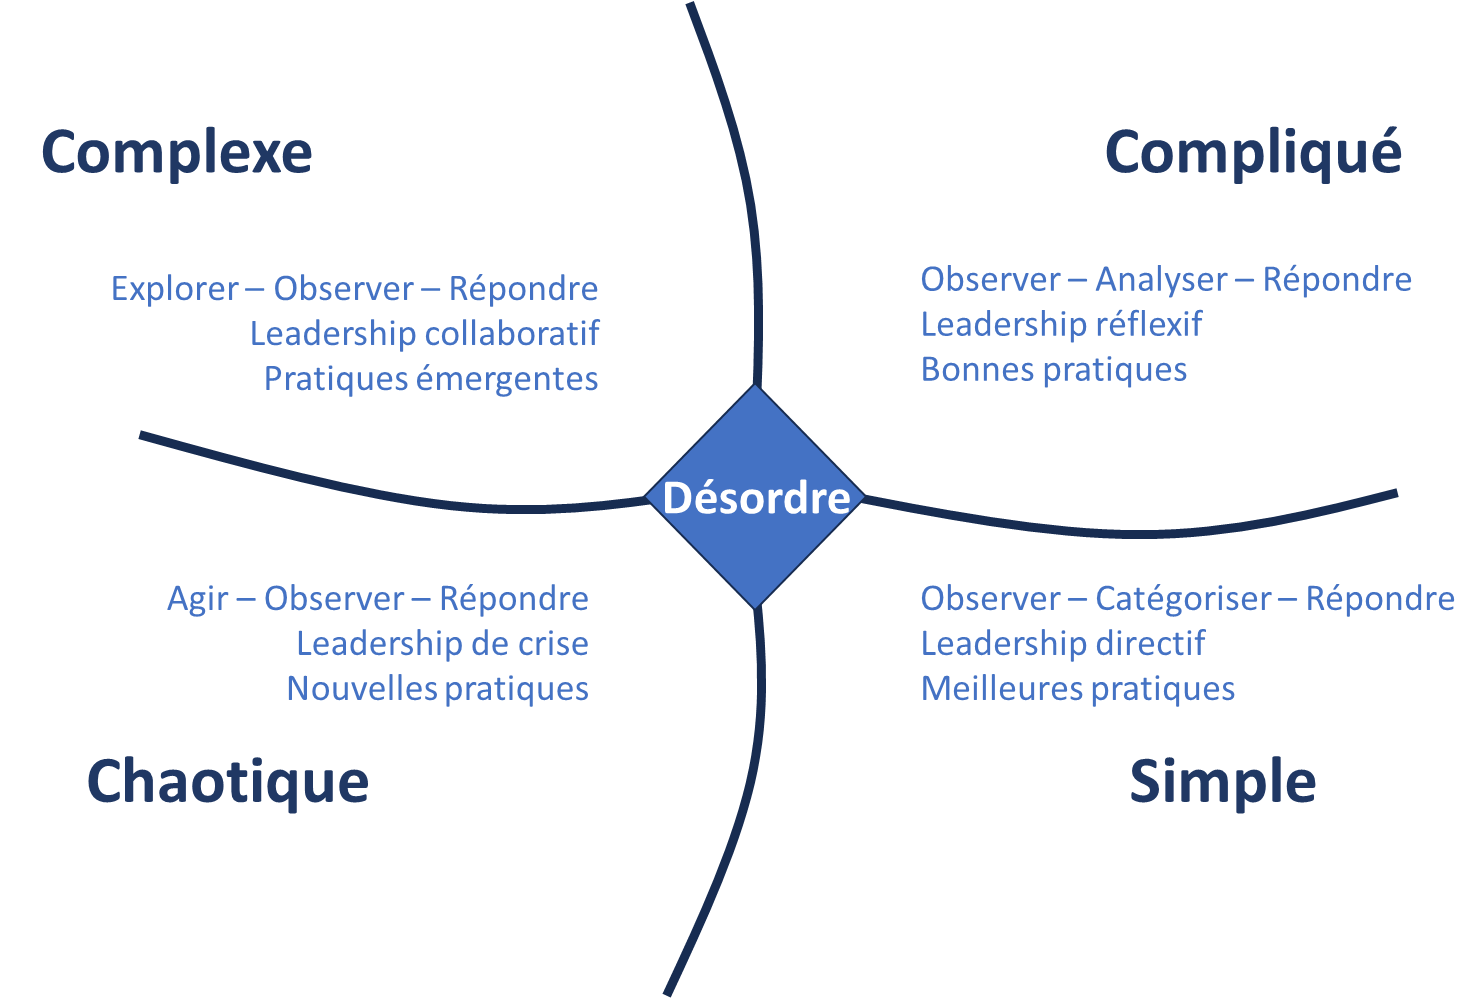 Complexe
Explorer – Observer – Répondre
Leadership collaboratif
Pratiques émergentes
Compliqué
Observer – Analyser – Répondre
Leadership réflexif
Bonnes pratiques
Désordre
Agir – Observer – Répondre
Leadership de crise
Nouvelles pratiques
Chaotique
Observer – Catégoriser – Répondre
Leadership directif
Meilleures pratiques
Simple